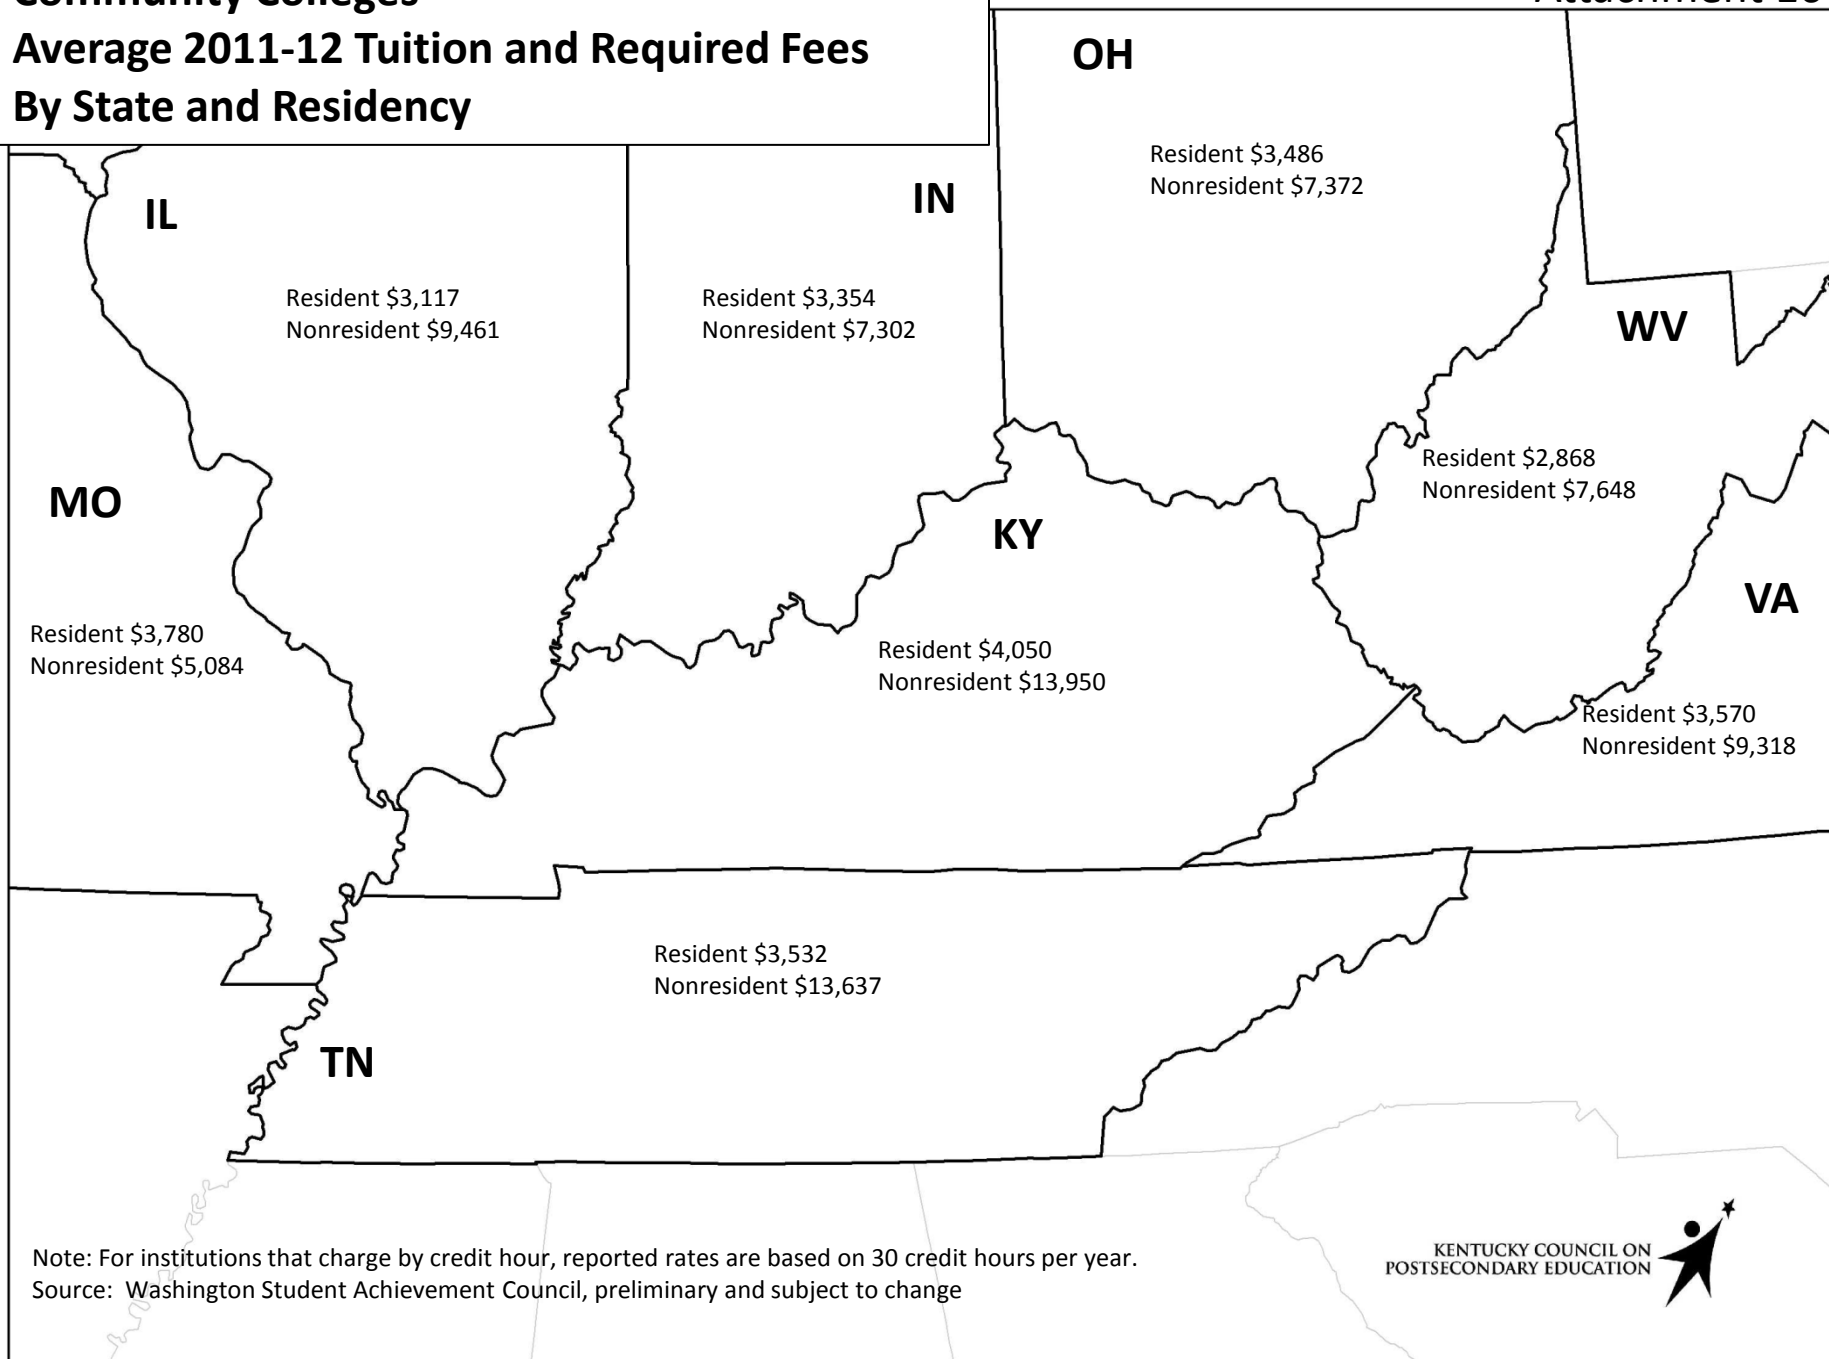 Community Colleges
Average 2011-12 Tuition and Required Fees
By State and Residency
OH
Resident $3,486
Nonresident $7,372
IL
IN
Resident $3,117
Nonresident $9,461
Resident $3,354
Nonresident $7,302
WV
Resident $2,868
Nonresident $7,648
MO
KY
VA
Resident $3,780
Nonresident $5,084
Resident $4,050
Nonresident $13,950
Resident $3,570
Nonresident $9,318
Resident $3,532
Nonresident $13,637
TN
Note: For institutions that charge by credit hour, reported rates are based on 30 credit hours per year.
Source: Washington Student Achievement Council, preliminary and subject to change
KENTUCKY COUNCIL ON
POSTSECONDARY EDUCATION